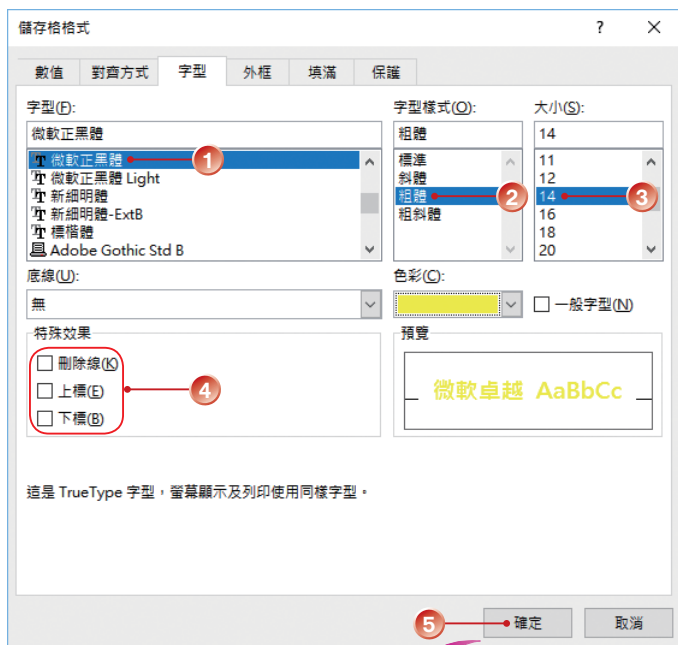 儲存格格式 ? ×
數值 對齊方式 字型 外框 填滿 保護
字型(F): 字型樣式(O): 大小(S):
微軟正黑體 粗體 14
微軟正黑體 1 標準 11
微軟正黑體 Light 斜體 12
新細明體 粗體 2 14 3
新細明體-ExtB 粗斜體 16
標楷體 18
Adobe Gothic Std B 20
底線(U): 色彩(C):
無 一般字型(N)
特殊效果 預覽
刪除線(K)
上標(E) 4 微軟卓越 AaBbCc
下標(B)
這是 TrueType 字型，螢幕顯示及列印使用同樣字型。
5 確定 取消